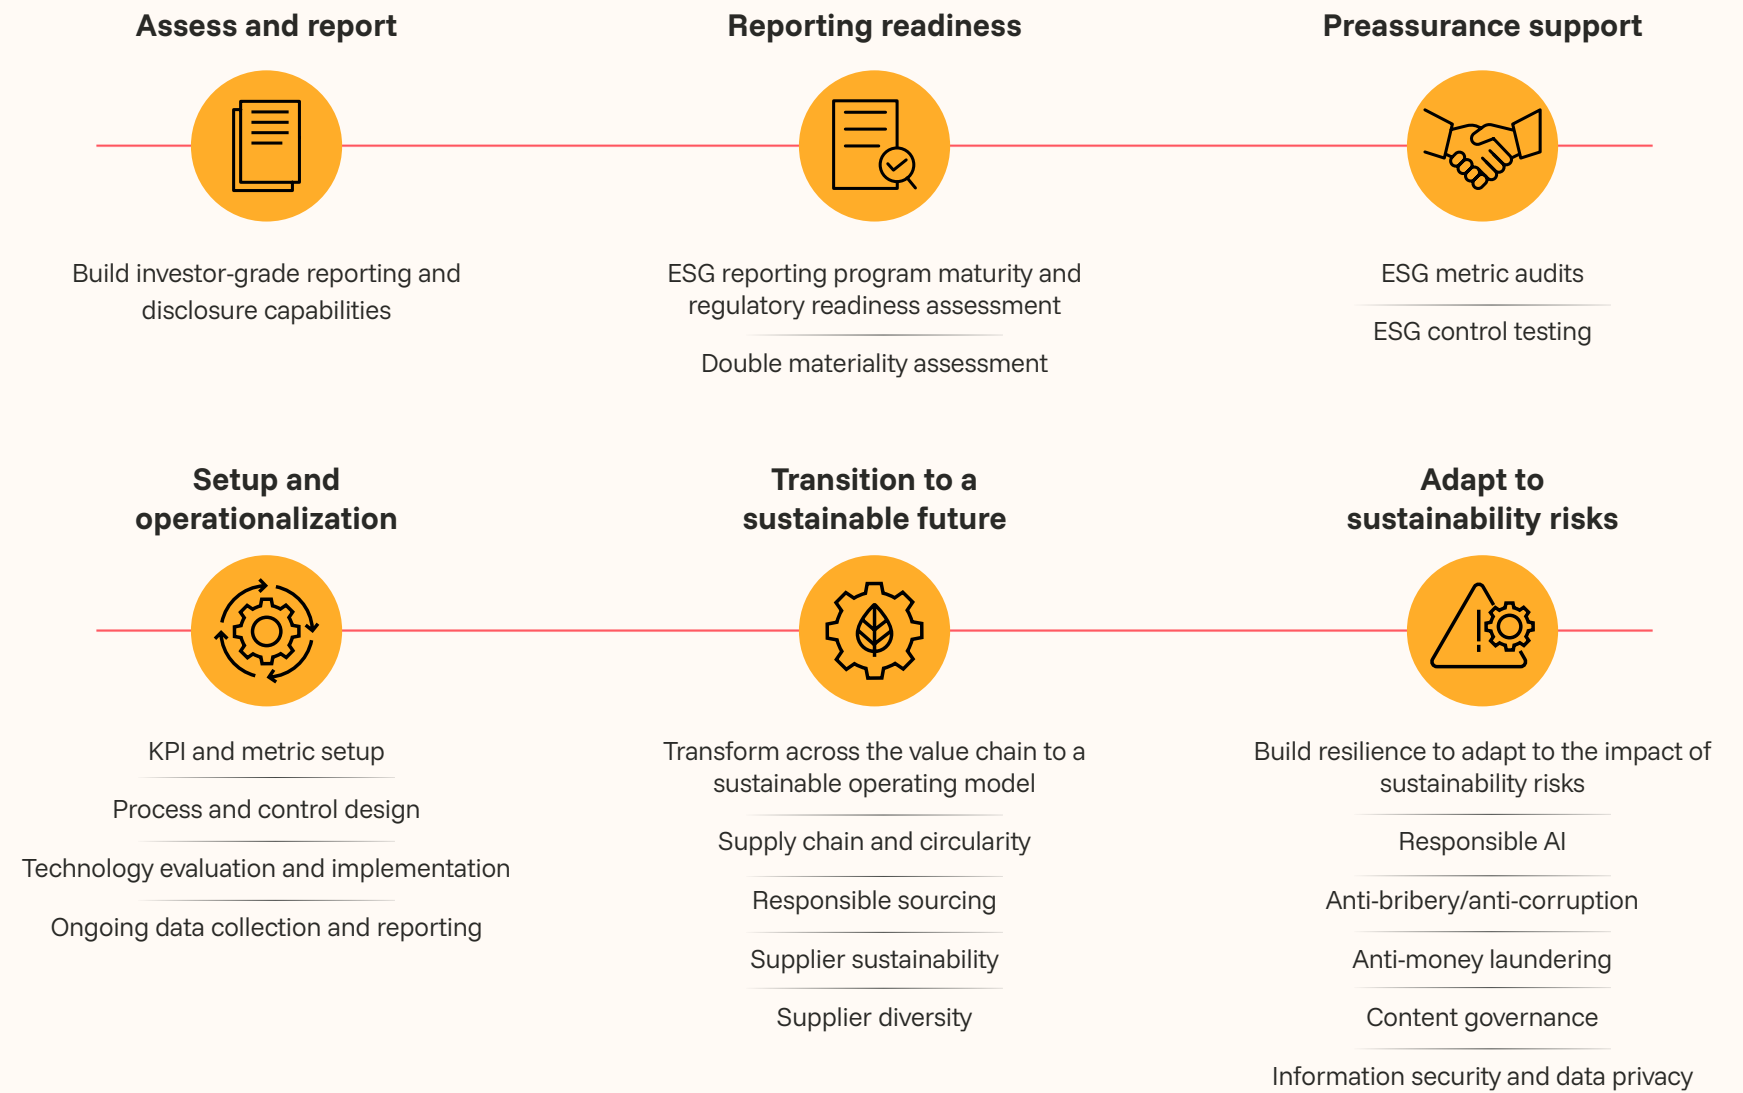 Assess and report
Build investor-grade reporting and
disclosure capabilities
Reporting readiness
ESG reporting program maturity and
regulatory readiness assessment
Double materiality assessment
Preassurance support
ESG metric audits
ESG control testing
Setup and
operationalization
KPI and metric setup
Process and control design
Technology evaluation and implementation
Ongoing data collection and reporting
Transition to a
sustainable future
Transform across the value chain to a
sustainable operating model
Supply chain and circularity
Responsible sourcing
Supplier sustainability
Supplier diversity
Adapt to
sustainability risks
Build resilience to adapt to the impact of
sustainability risks
Responsible AI
Anti-bribery/anti-corruption
Anti-money laundering
Content governance
Information security and data privacy